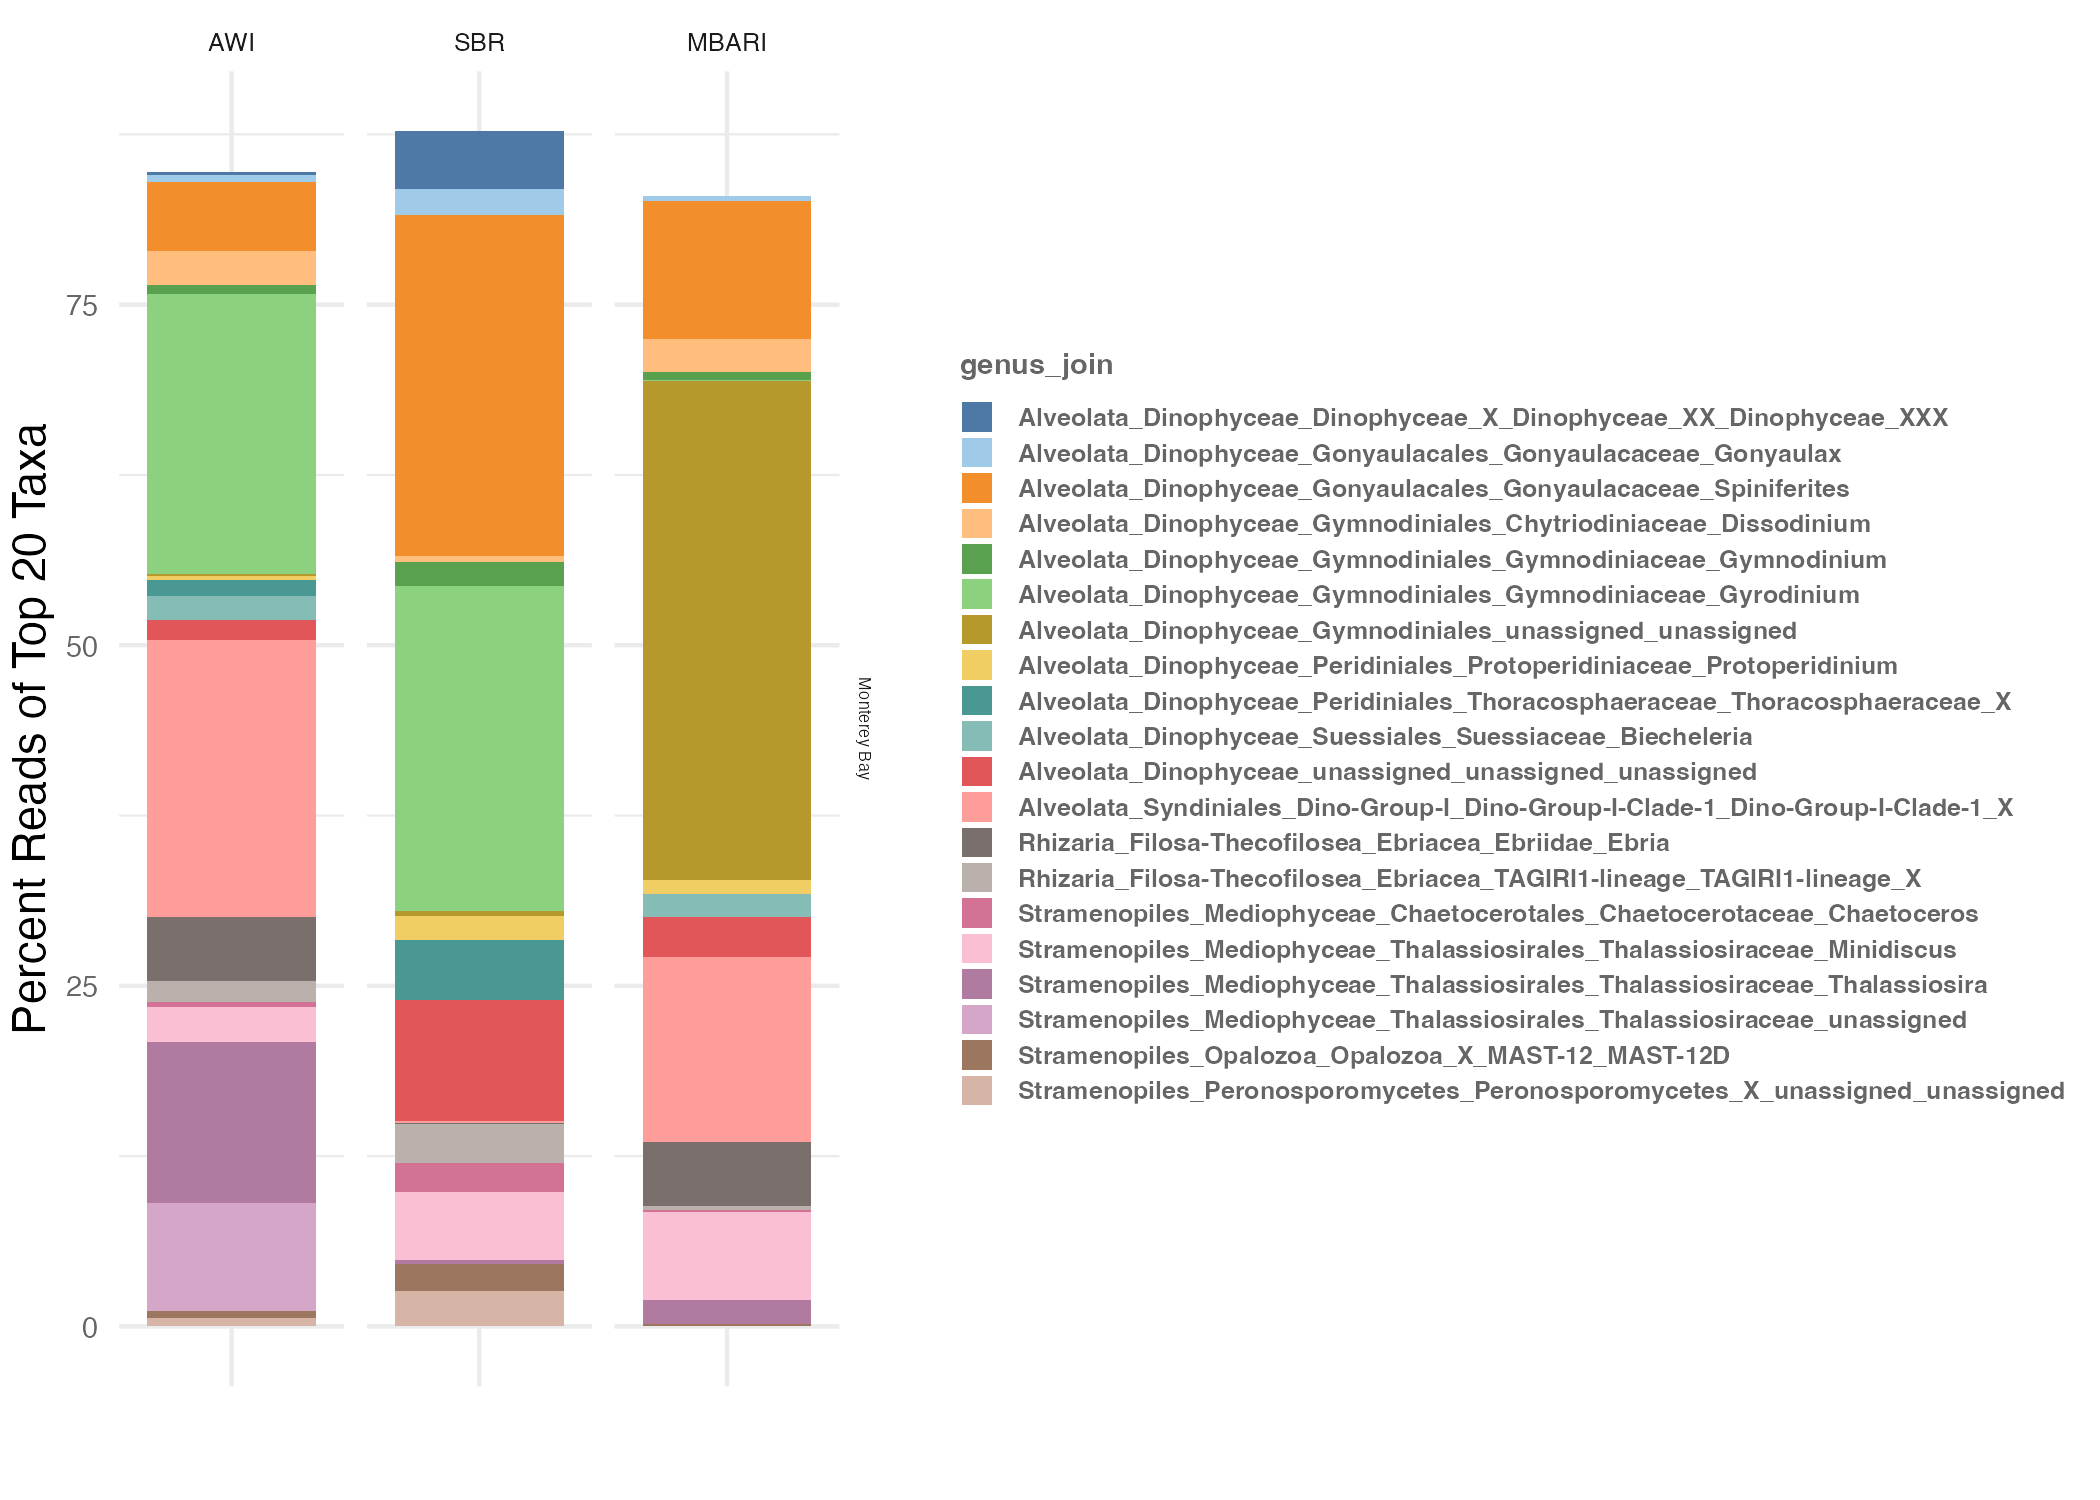 AWI
SBR
MBARI
Percent Reads of Top 20 Taxa
75
50
25
0
Monterey Bay
genus_join
Alveolata_Dinophyceae_Dinophyceae_X_Dinophyceae_XX_Dinophyceae_XXX
Alveolata_Dinophyceae_Gonyaulacales_Gonyaulacaceae_Gonyaulax
Alveolata_Dinophyceae_Gonyaulacales_Gonyaulacaceae_Spiniferites
Alveolata_Dinophyceae_Gymnodiniales_Chytriodiniaceae_Dissodinium
Alveolata_Dinophyceae_Gymnodiniales_Gymnodiniaceae_Gymnodinium
Alveolata_Dinophyceae_Gymnodiniales_Gymnodiniaceae_Gyrodinium
Alveolata_Dinophyceae_Gymnodiniales_unassigned_unassigned
Alveolata_Dinophyceae_Peridiniales_Protoperidiniaceae_Protoperidinium
Alveolata_Dinophyceae_Peridiniales_Thoracosphaeraceae_Thoracosphaeraceae_X
Alveolata_Dinophyceae_Suessiales_Suessiaceae_Biecheleria
Alveolata_Dinophyceae_unassigned_unassigned_unassigned
Alveolata_Syndiniales_Dino-Group-I_Dino-Group-I-Clade-1_Dino-Group-I-Clade-1_X
Rhizaria_Filosa-Thecofilosea_Ebriacea_Ebriidae_Ebria
Rhizaria_Filosa-Thecofilosea_Ebriacea_TAGIRI1-lineage_TAGIRI1-lineage_X
Stramenopiles_Mediophyceae_Chaetocerotales_Chaetocerotaceae_Chaetoceros
Stramenopiles_Mediophyceae_Thalassiosirales_Thalassiosiraceae_Minidiscus
Stramenopiles_Mediophyceae_Thalassiosirales_Thalassiosiraceae_Thalassiosira
Stramenopiles_Mediophyceae_Thalassiosirales_Thalassiosiraceae_unassigned
Stramenopiles_Opalozoa_Opalozoa_X_MAST-12_MAST-12D
Stramenopiles_Peronosporomycetes_Peronosporomycetes_X_unassigned_unassigned